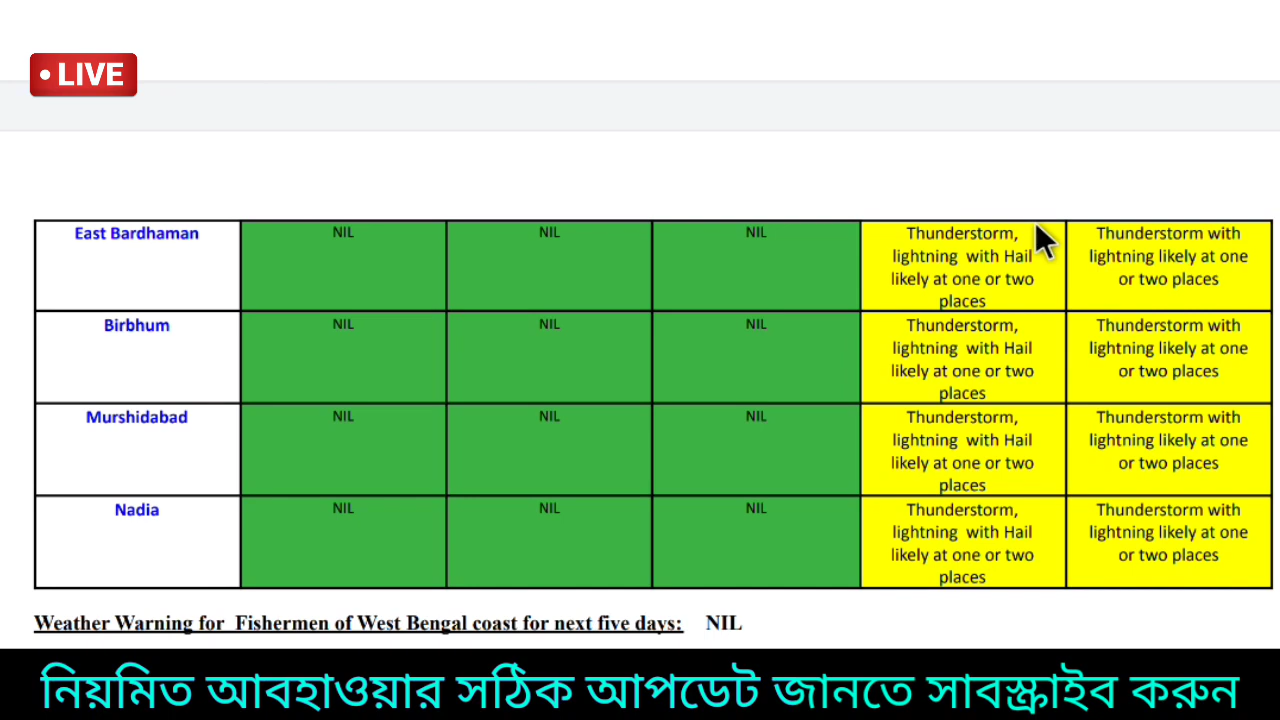 • LIVE
East Bardhaman NIL NIL NIL Thunderstorm, Thunderstorm with
lightning with Hail lightning likely at one
likely at one or two or two places
places
Birbhum NIL NIL NIL Thunderstorm, Thunderstorm with
lightning with Hail lightning likely at one
likely at one or two or two places
places
Murshidabad NIL NIL NIL Thunderstorm, Thunderstorm with
lightning with Hail lightning likely at one
likely at one or two or two places
places
Nadia NIL NIL NIL Thunderstorm, Thunderstorm with
lightning with Hail lightning likely at one
likely at one or two or two places
places
Weather Warning for Fishermen of West Bengal coast for next five days: NIL
নিয়মিত আবহাওয়ার সঠিক আপডেট জানতে সাবস্ক্রাইব করুন